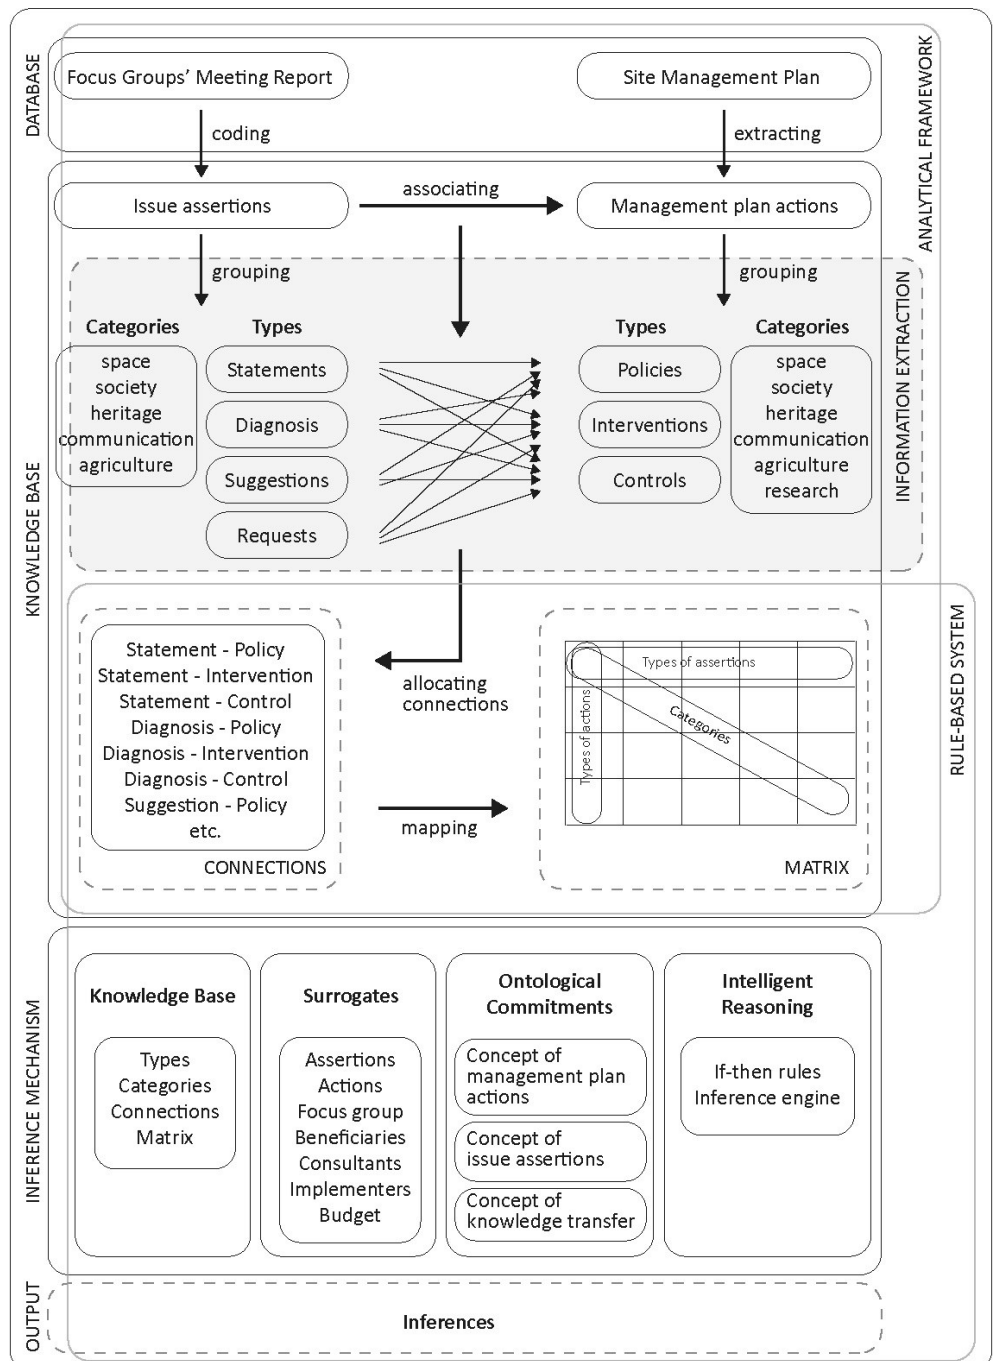 DATABASE
Focus Groups' Meeting Report
Site Management Plan
coding
extracting
ANALYTICAL FRAMEWORK
KNOWLEDGE BASE
Issue assertions
associating
Management plan actions
grouping
grouping
INFORMATION EXTRACTION
Categories
Types
Types
Categories
space
society
heritage
communication
agriculture
Statements
Diagnosis
Suggestions
Requests
Policies
Interventions
Controls
space
society
heritage
communication
agriculture
research
RULE-BASED SYSTEM
Statement - Policy
Statement - Intervention
Statement - Control
Diagnosis - Policy
Diagnosis - Intervention
Diagnosis - Control
Suggestion - Policy
etc.
CONNECTIONS
allocating
connections
mapping
Types of assertions
Types of actions
Categories
MATRIX
INFERENCE MECHANISM
Knowledge Base
Types
Categories
Connections
Matrix
Surrogates
Assertions
Actions
Focus group
Beneficiaries
Consultants
Implementers
Budget
Ontological
Commitments
Concept of
management plan
actions
Concept of
issue assertions
Concept of
knowledge transfer
Intelligent
Reasoning
If-then rules
Inference engine
OUTPUT
Inferences